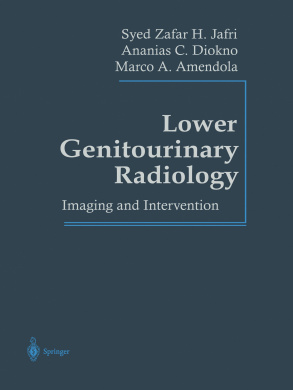 Syed Zafar H. Jafri
Ananias C. Diokno
Marco A. Amendola
Lower
Genitourinary
Radiology
Imaging and Intervention
Springer